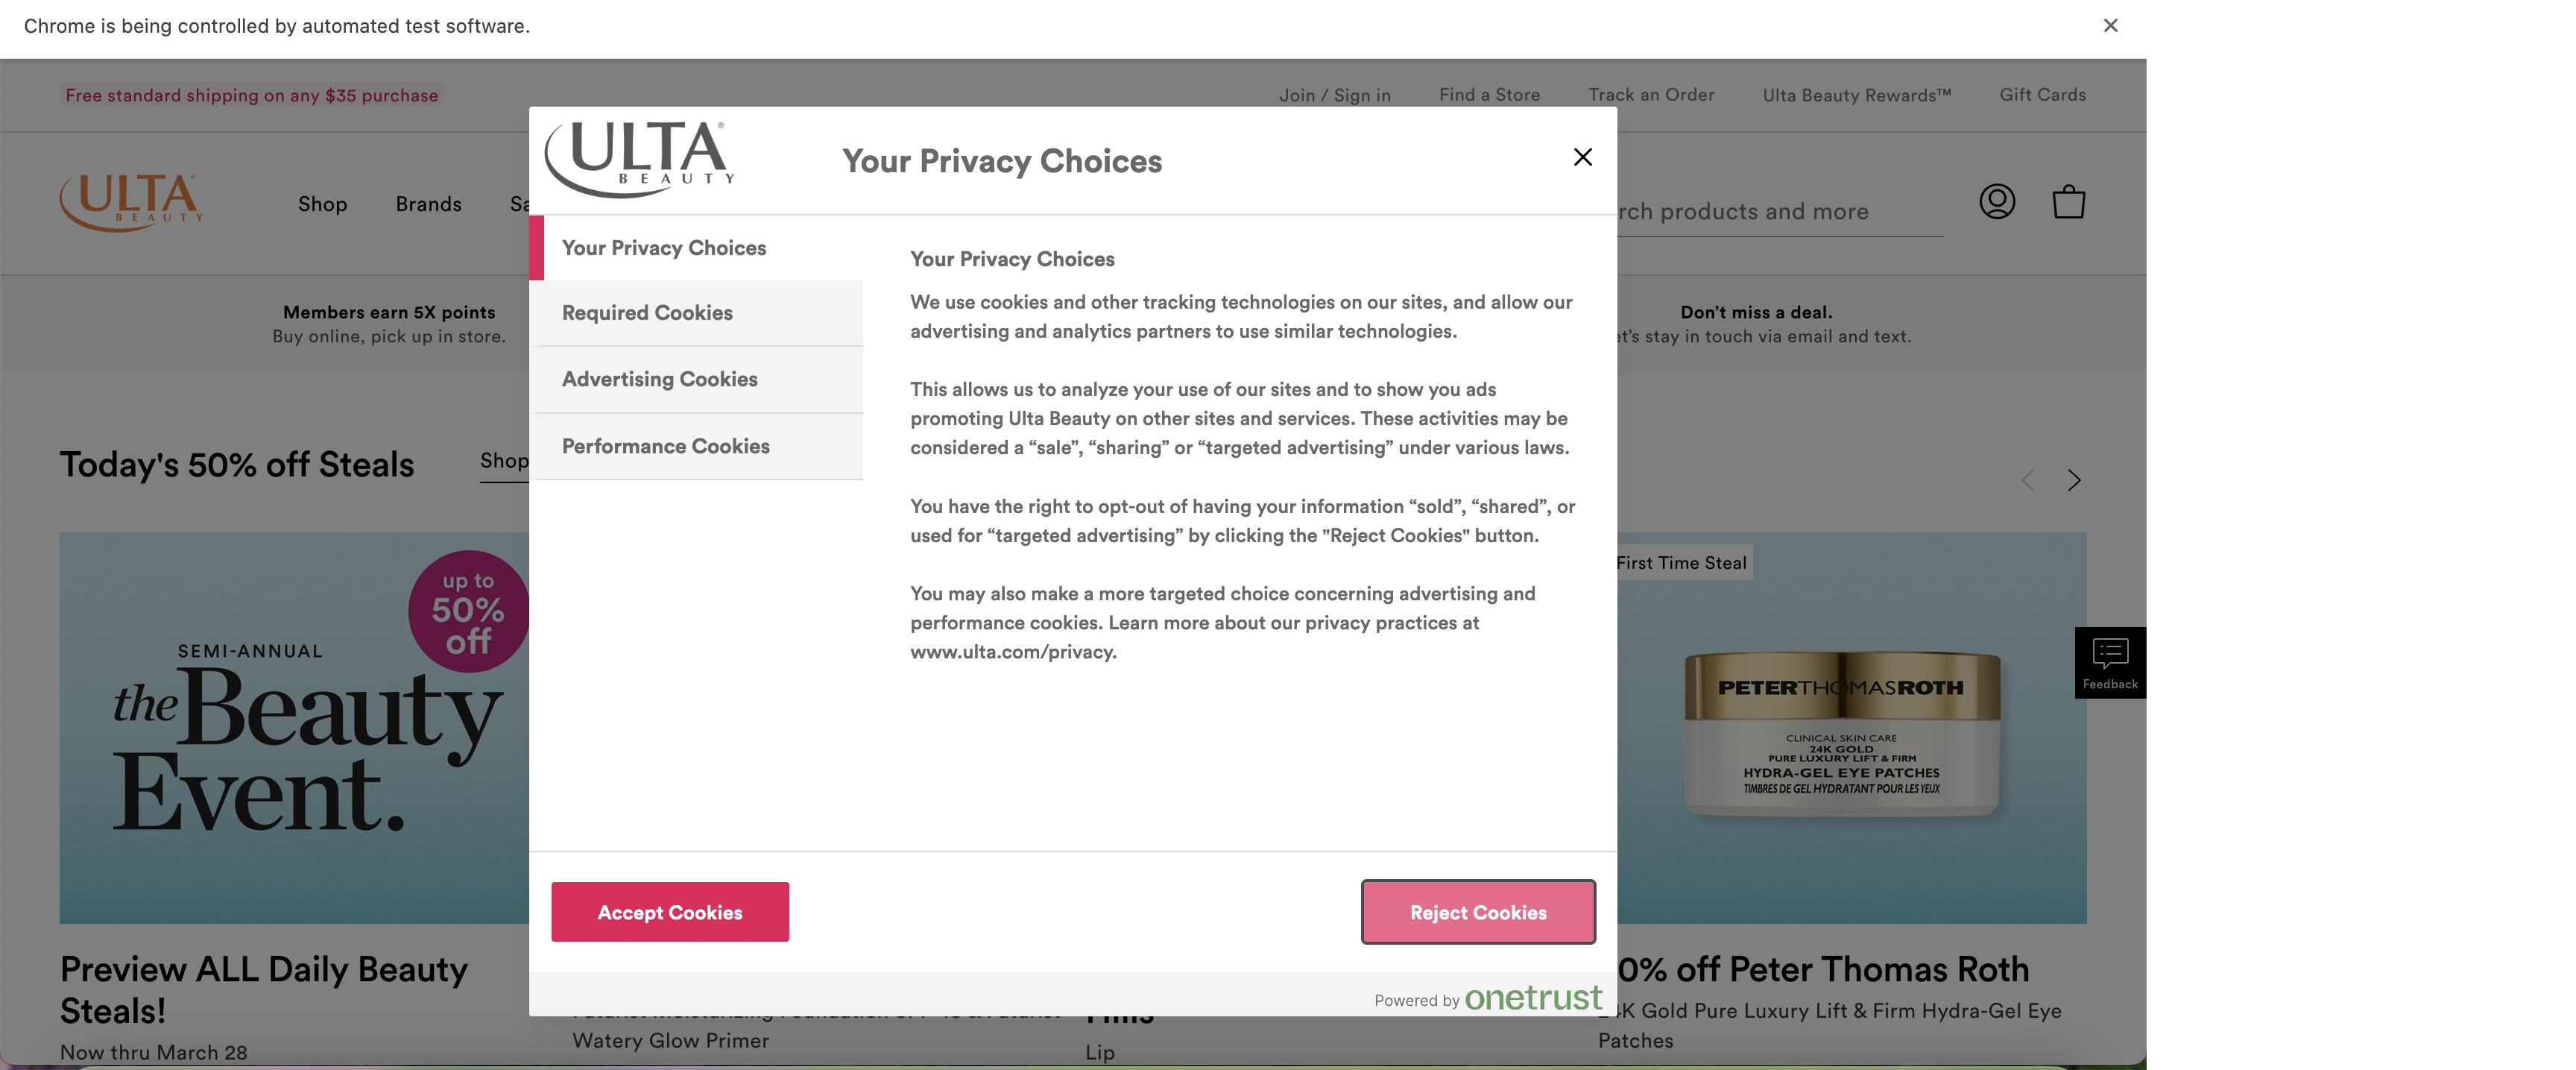 Chrome is being controlled by automated test software.
Free standard shipping on any $35 purchase
Join / Sign in
Find a Store
Track an Order
Ulta Beauty Rewards™
Gift Cards
ULTA
BEAUTY
Shop
Brands
rch products and more
Members earn 5X points
Buy online, pick up in store.
Don’t miss a deal.
et’s stay in touch via email and text.
ULTA®
BEAUTY
Your Privacy Choices
Your Privacy Choices
Required Cookies
Advertising Cookies
Performance Cookies
Your Privacy Choices
We use cookies and other tracking technologies on our sites, and allow our
advertising and analytics partners to use similar technologies.
This allows us to analyze your use of our sites and to show you ads
promoting Ulta Beauty on other sites and services. These activities may be
considered a “sale”, “sharing” or “targeted advertising” under various laws.
You have the right to opt-out of having your information “sold”, “shared”, or
used for “targeted advertising” by clicking the "Reject Cookies" button.
You may also make a more targeted choice concerning advertising and
performance cookies. Learn more about our privacy practices at
www.ulta.com/privacy.
Accept Cookies
Reject Cookies
Powered by onetrust
Today's 50% off Steals
Shop
up to
50%
off
SEMI-ANNUAL
the Beauty
Event.
First Time Steal
PETERTHOMASROTH
CLINICAL SKIN CARE
24K GOLD
PURE LUXURY LIFT & FIRM
HYDRA-GEL EYE PATCHES
TIMBRES DE GEL HYDRATANT POUR LES YEUX
Feedback
Preview ALL Daily Beauty
Steals!
Now thru March 28
Watery Glow Primer
Lip
0% off Peter Thomas Roth
24K Gold Pure Luxury Lift & Firm Hydra-Gel Eye
Patches